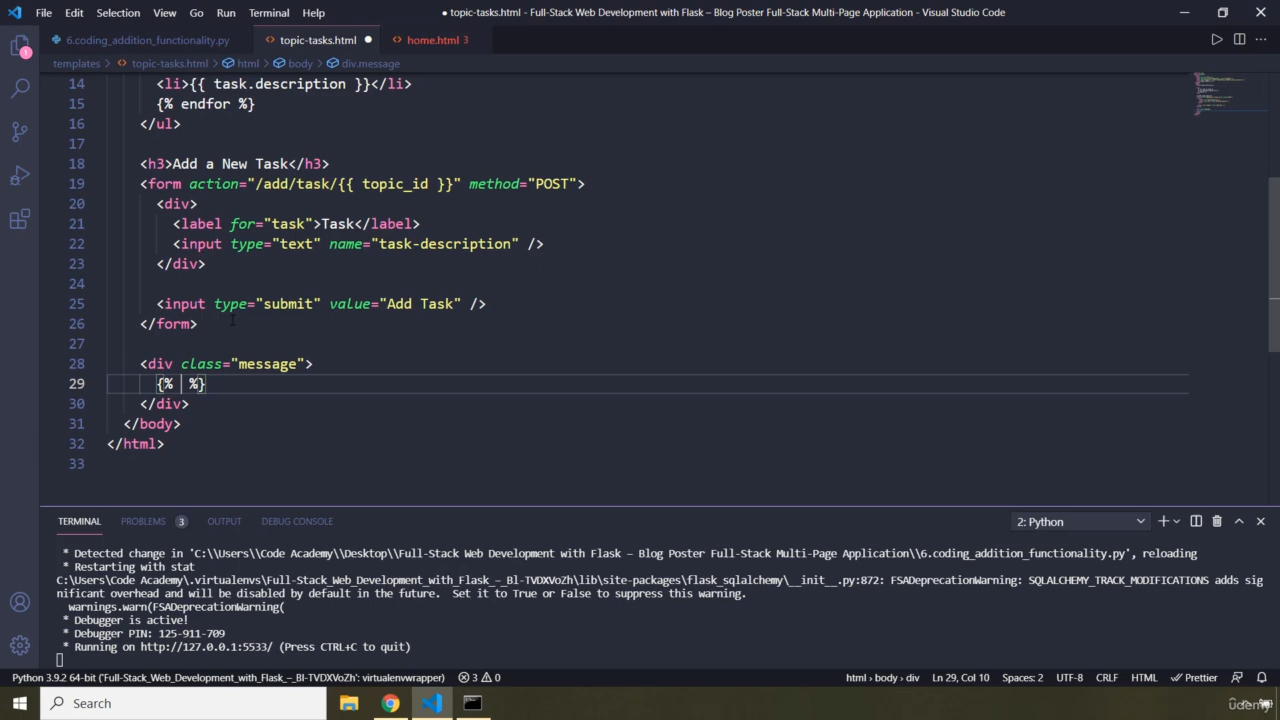 File Edit Selection View Go Run Terminal Help
● topic-tasks.html - Full-Stack Web Development with Flask – Blog Poster Full-Stack Multi-Page Application - Visual Studio Code
6.coding_addition_functionality.py
topic-tasks.html
home.html 3
templates > topic-tasks.html > html > body > div.message
14 <li>{{ task.description }}</li>
15 {% endfor %}
16 </ul>
17
18 <h3>Add a New Task</h3>
19 <form action="/add/task/{{ topic_id }}" method="POST">
20 <div>
21 <label for="task">Task</label>
22 <input type="text" name="task-description" />
23 </div>
24
25 <input type="submit" value="Add Task" />
26 </form>
27
28 <div class="message">
29 {% %}
30 </div>
31 </body>
32 </html>
33
TERMINAL PROBLEMS 3 OUTPUT DEBUG CONSOLE
2: Python
* Detected change in 'C:\\Users\\Code Academy\\Desktop\\Full-Stack Web Development with Flask – Blog Poster Full-Stack Multi-Page Application\\6.coding_addition_functionality.py', reloading
* Restarting with stat
C:\Users\Code Academy\.virtualenvs\Full-Stack_Web_Development_with_Flask_–_Bl-TVDXVoZh\lib\site-packages\flask_sqlalchemy\__init__.py:872: FSADeprecationWarning: SQLALCHEMY_TRACK_MODIFICATIONS adds sig
nificant overhead and will be disabled by default in the future. Set it to True or False to suppress this warning.
warnings.warn(FSADeprecationWarning(
* Debugger is active!
* Debugger PIN: 125-911-709
* Running on http://127.0.0.1:5533/ (Press CTRL+C to quit)
Python 3.9.2 64-bit ('Full-Stack_Web_Development_with_Flask_–_Bl-TVDXVoZh': virtualenvwrapper)
3 0
html > body > div
Ln 29, Col 10
Spaces: 2
UTF-8
CRLF
HTML
Prettier
Search
udemy